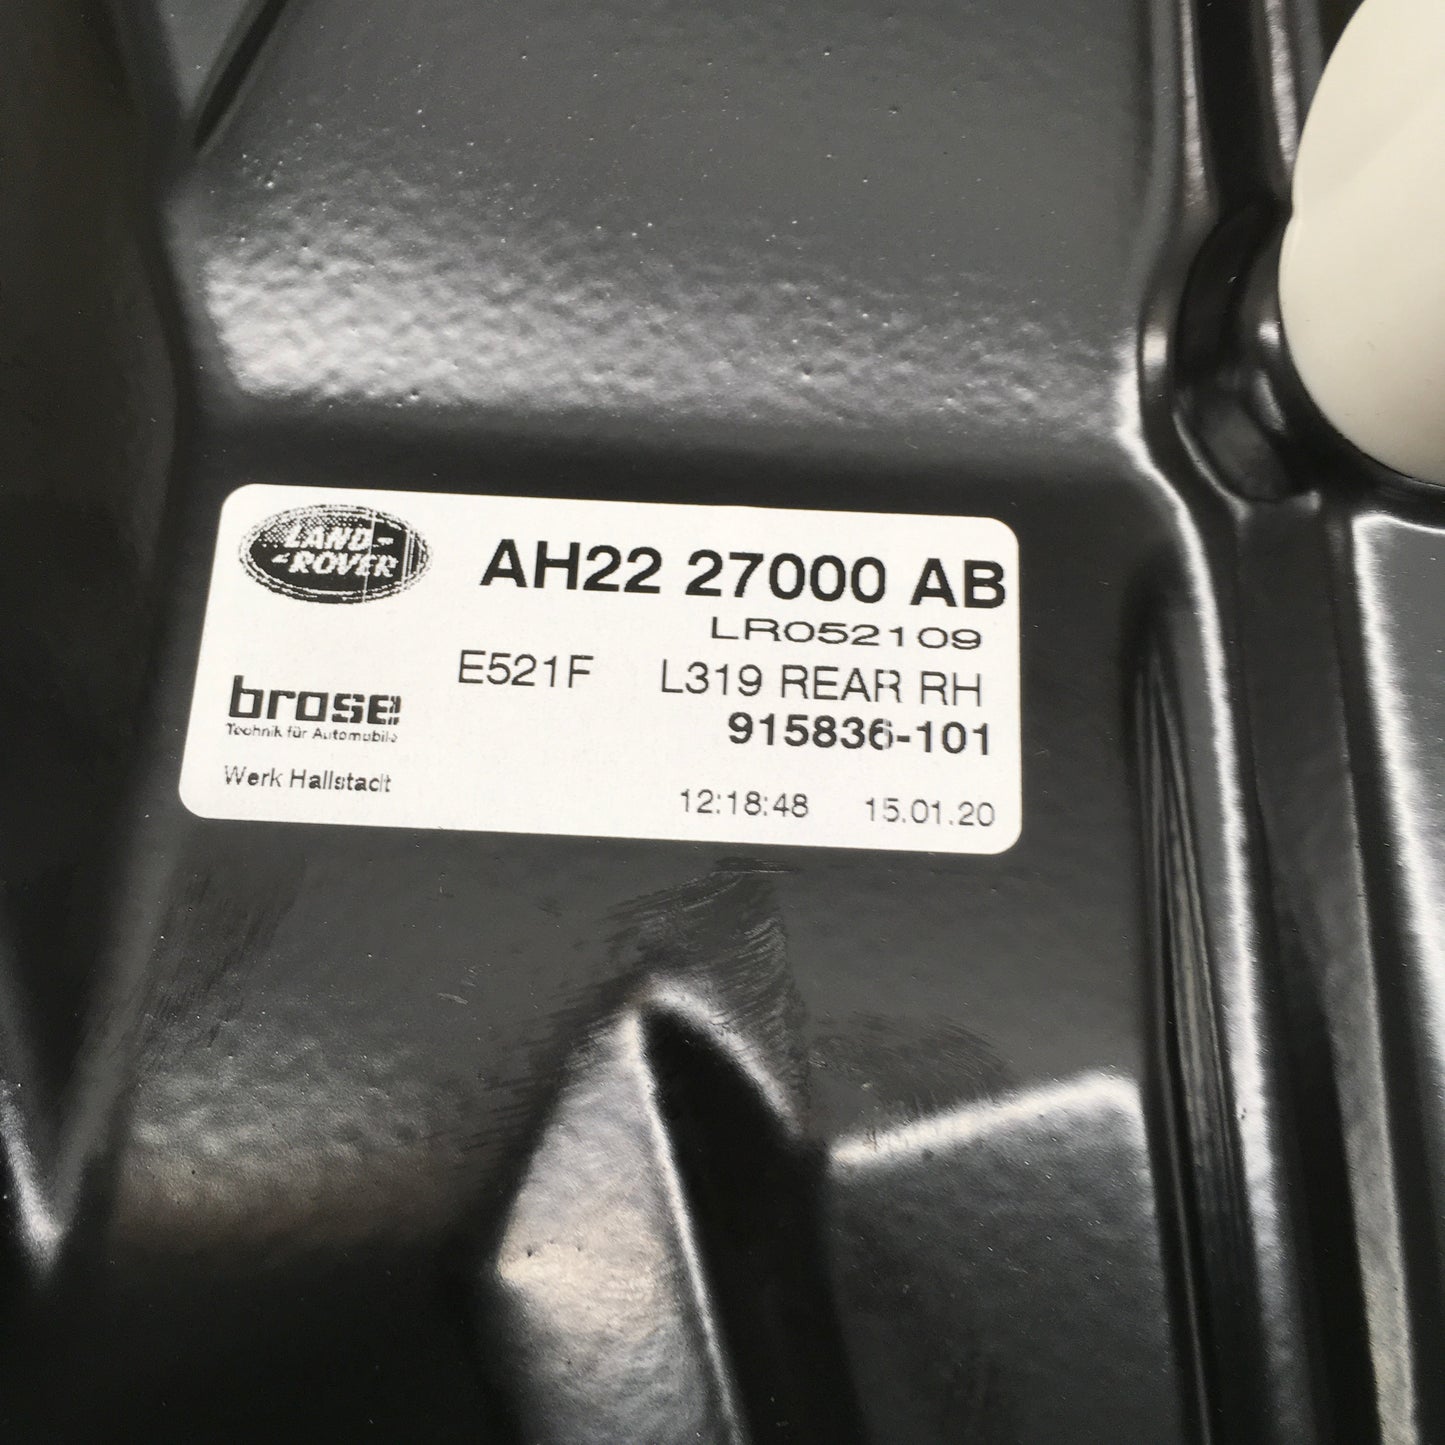 LAND-
-ROVER
AH22 27000 AB
LR052109
E521F L319 REAR RH
brose
Technik für Automobile
915836-101
Werk Hallstadt
12:18:48 15.01.20